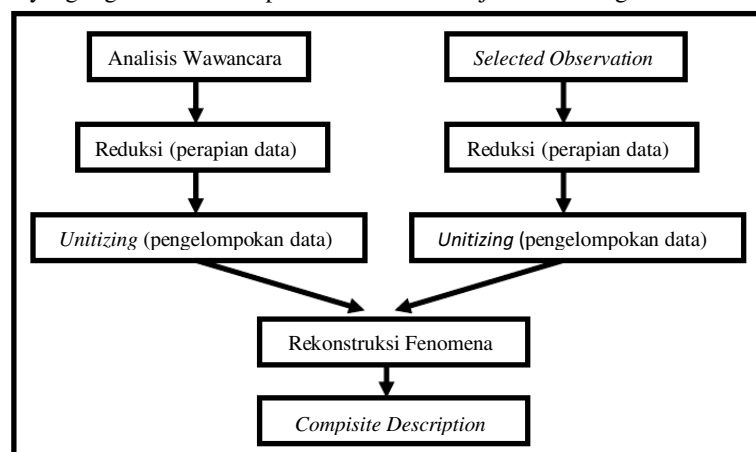 Analisis Wawancara
Selected Observation
Reduksi (perapian data)
Reduksi (perapian data)
Unitizing (pengelompokan data)
Unitizing (pengelompokan data)
Rekonstruksi Fenomena
Compisite Description